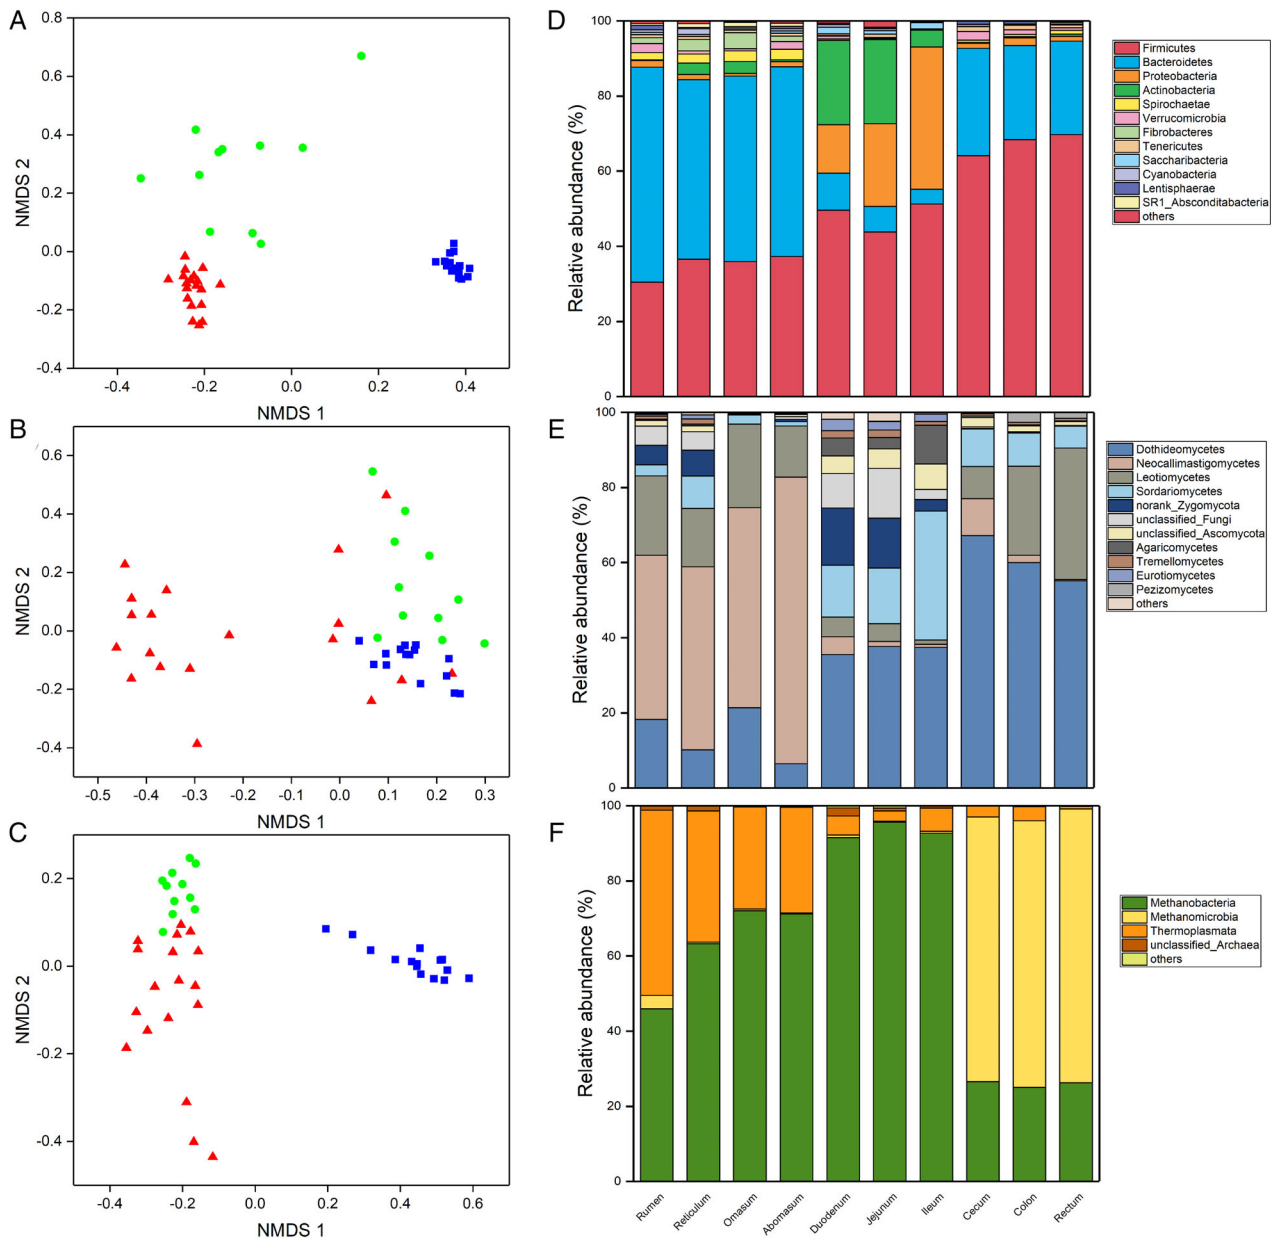 A
0.8
0.6
0.4
0.2
0.0
-0.2
-0.4
NMDS 2
-0.4
-0.2
0.0
0.2
0.4
NMDS 1
B
0.6
0.4
0.2
0.0
-0.2
-0.4
NMDS 2
-0.5
-0.4
-0.3
-0.2
-0.1
0.0
0.1
0.2
0.3
NMDS 1
C
0.2
0.0
-0.2
-0.4
NMDS 2
-0.4
-0.2
0.0
0.2
0.4
0.6
NMDS 1
D
100
80
60
40
20
0
Relative abundance (%)
Firmicutes
Bacteroidetes
Proteobacteria
Actinobacteria
Spirochaetae
Verrucomicrobia
Fibrobacteres
Tenericutes
Saccharibacteria
Cyanobacteria
Lentisphaerae
SR1_Absconditabacteria
others
E
100
80
60
40
20
0
Relative abundance (%)
Dothideomycetes
Neocallimastigomycetes
Leotiomycetes
Sordariomycetes
norank_Zygomycota
unclassified_Fungi
unclassified_Ascomycota
Agaricomycetes
Tremellomycetes
Eurotiomycetes
Pezizomycetes
others
F
100
80
60
40
20
0
Relative abundance (%)
Methanobacteria
Methanomicrobia
Thermoplasmata
unclassified_Archaea
others
Rumen
Reticulum
Omasum
Abomasum
Duodenum
Jejunum
Ileum
Cecum
Colon
Rectum